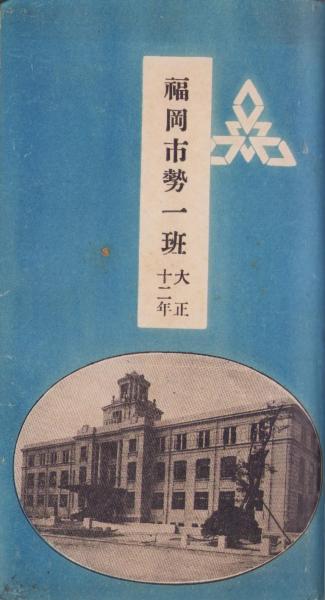 福岡市勢一班
大正
十二年